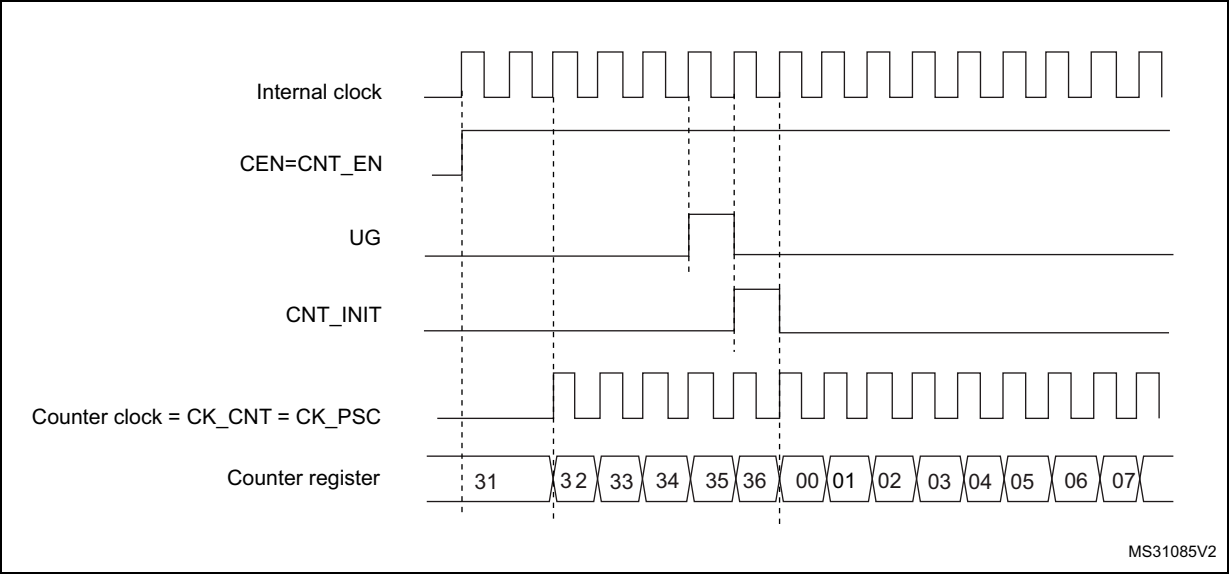 Internal clock
CEN=CNT_EN
UG
CNT_INIT
Counter clock = CK_CNT = CK_PSC
Counter register 31 32 33 34 35 36 00 01 02 03 04 05 06 07
MS31085V2